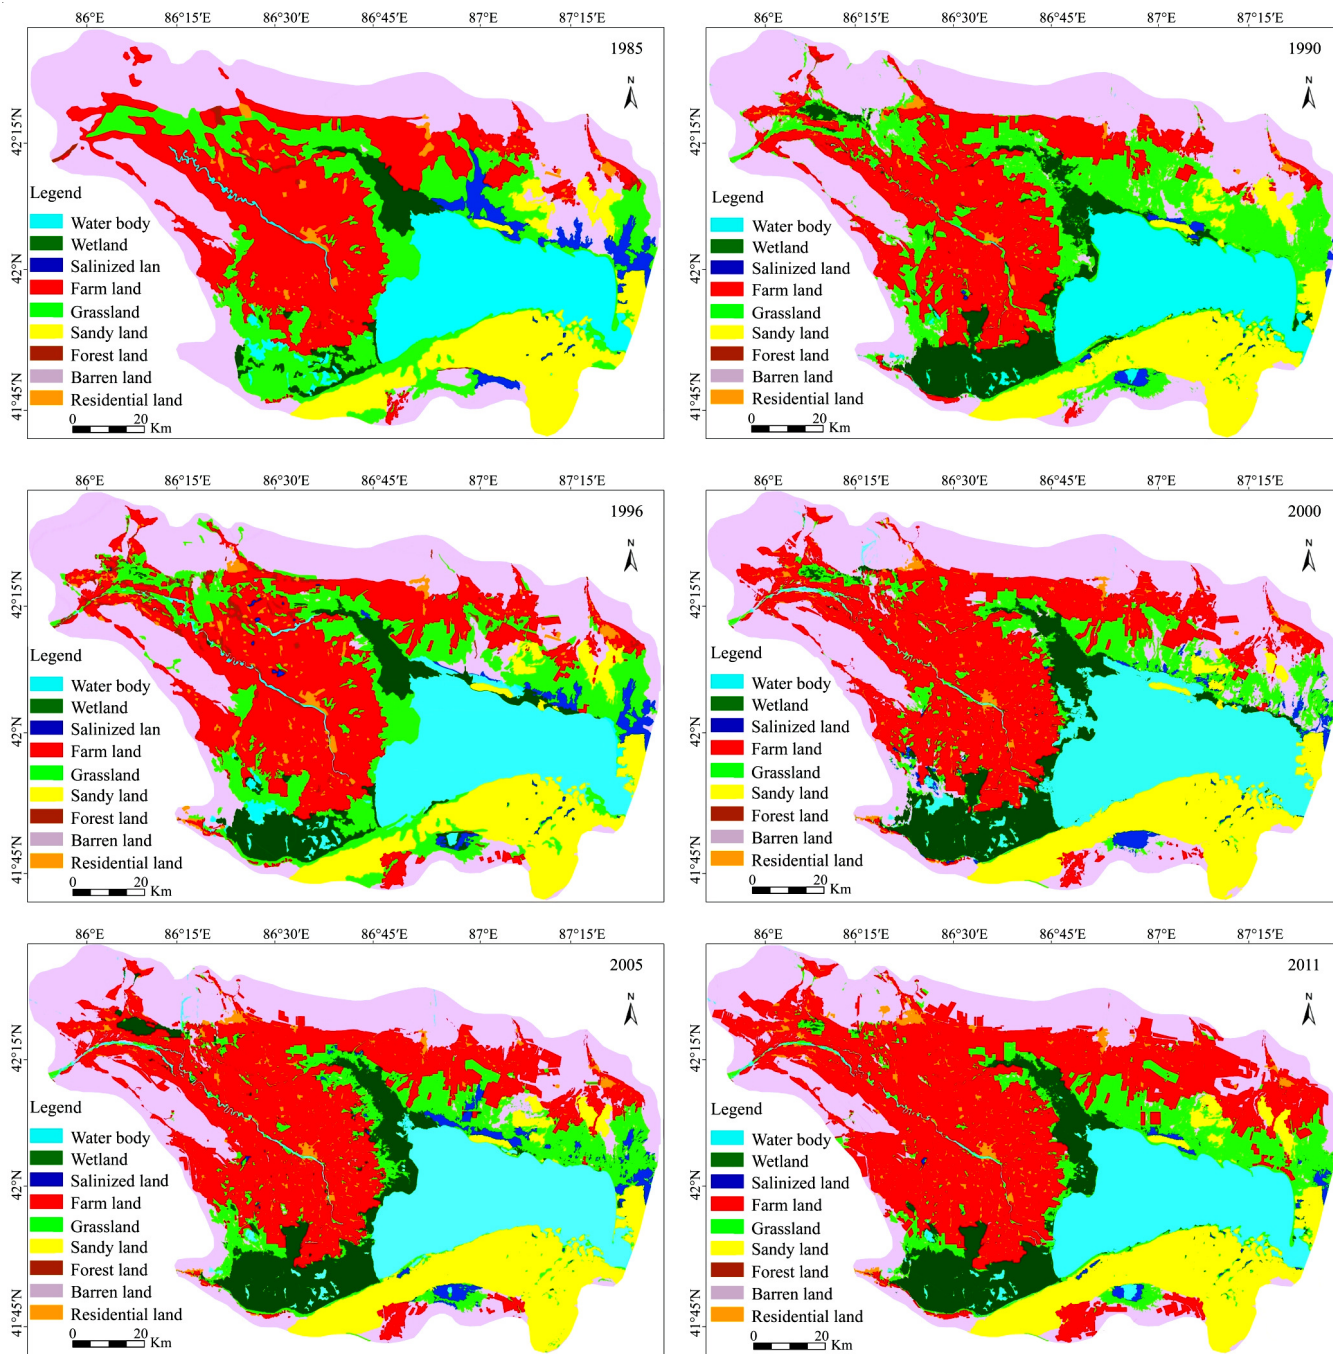 86°E 86°15′E 86°30′E 86°45′E 87°E 87°15′E
1985
N
42°15′N
42°N
41°45′N
Legend
Water body
Wetland
Salinized lan
Farm land
Grassland
Sandy land
Forest land
Barren land
Residential land
0 20
Km
86°E 86°15′E 86°30′E 86°45′E 87°E 87°15′E
1990
N
42°15′N
42°N
41°45′N
Legend
Water body
Wetland
Salinized land
Farm land
Grassland
Sandy land
Forest land
Barren land
Residential land
0 20
Km
86°E 86°15′E 86°30′E 86°45′E 87°E 87°15′E
1996
N
42°15′N
42°N
41°45′N
Legend
Water body
Wetland
Salinized lan
Farm land
Grassland
Sandy land
Forest land
Barren land
Residential land
0 20
Km
86°E 86°15′E 86°30′E 86°45′E 87°E 87°15′E
2000
N
42°15′N
42°N
41°45′N
Legend
Water body
Wetland
Salinized land
Farm land
Grassland
Sandy land
Forest land
Barren land
Residential land
0 20
Km
86°E 86°15′E 86°30′E 86°45′E 87°E 87°15′E
2005
N
42°15′N
42°N
41°45′N
Legend
Water body
Wetland
Salinized land
Farm land
Grassland
Sandy land
Forest land
Barren land
Residential land
0 20
Km
86°E 86°15′E 86°30′E 86°45′E 87°E 87°15′E
2011
N
42°15′N
42°N
41°45′N
Legend
Water body
Wetland
Salinized land
Farm land
Grassland
Sandy land
Forest land
Barren land
Residential land
0 20
Km